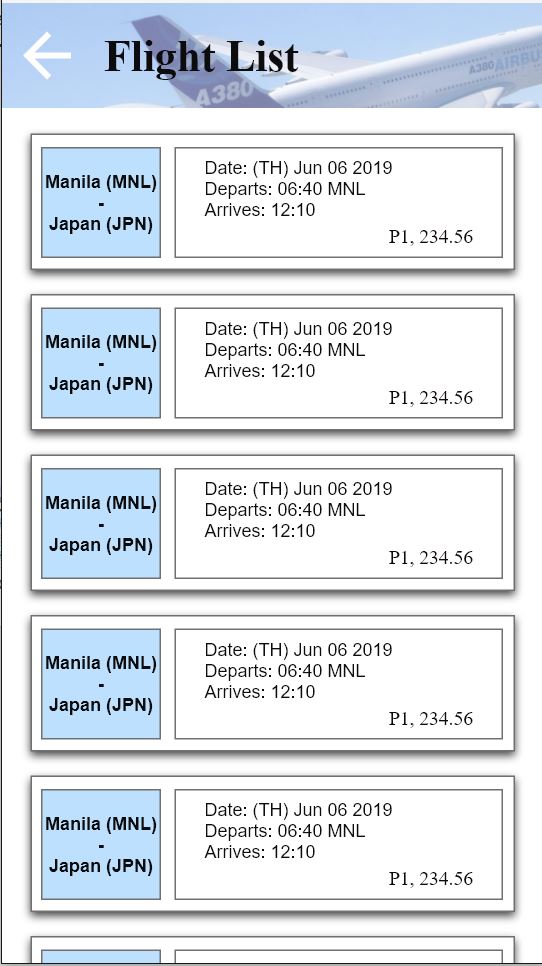 Flight List
A380
A380 AIRBU
Manila (MNL)
-
Japan (JPN)
Date: (TH) Jun 06 2019
Departs: 06:40 MNL
Arrives: 12:10
P1, 234.56
Manila (MNL)
-
Japan (JPN)
Date: (TH) Jun 06 2019
Departs: 06:40 MNL
Arrives: 12:10
P1, 234.56
Manila (MNL)
-
Japan (JPN)
Date: (TH) Jun 06 2019
Departs: 06:40 MNL
Arrives: 12:10
P1, 234.56
Manila (MNL)
-
Japan (JPN)
Date: (TH) Jun 06 2019
Departs: 06:40 MNL
Arrives: 12:10
P1, 234.56
Manila (MNL)
-
Japan (JPN)
Date: (TH) Jun 06 2019
Departs: 06:40 MNL
Arrives: 12:10
P1, 234.56